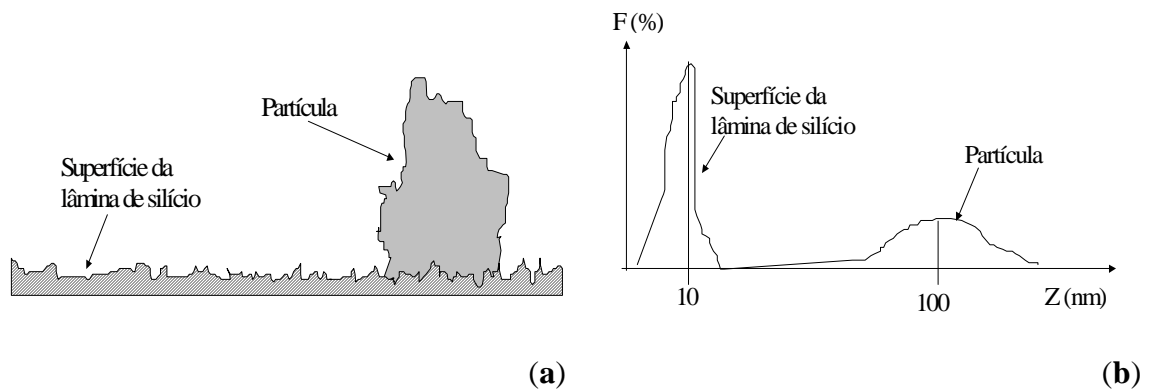 Partícula
Superfície da
lâmina de silício
(a)
F (%)
Superfície da
lâmina de silício
Partícula
10
100
Z (nm)
(b)